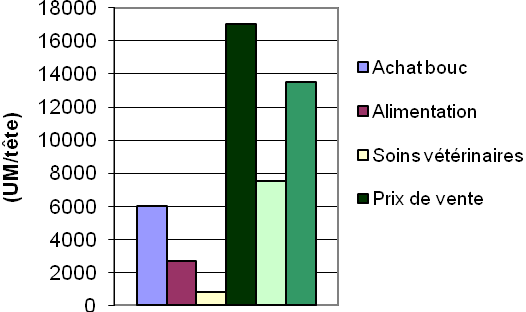 18000
16000
14000
12000
10000
8000
6000
4000
2000
0
(UM/tête)
Achat bouc
Alimentation
Soins vétérinaires
Prix de vente